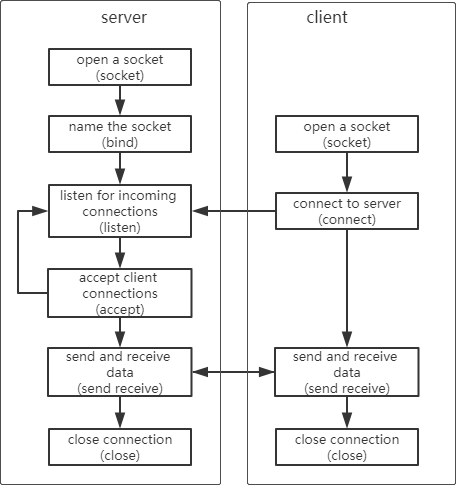 server
open a socket
(socket)
name the socket
(bind)
listen for incoming
connections
(listen)
accept client
connections
(accept)
send and receive
data
(send receive)
close connection
(close)
client
open a socket
(socket)
connect to server
(connect)
send and receive
data
(send receive)
close connection
(close)